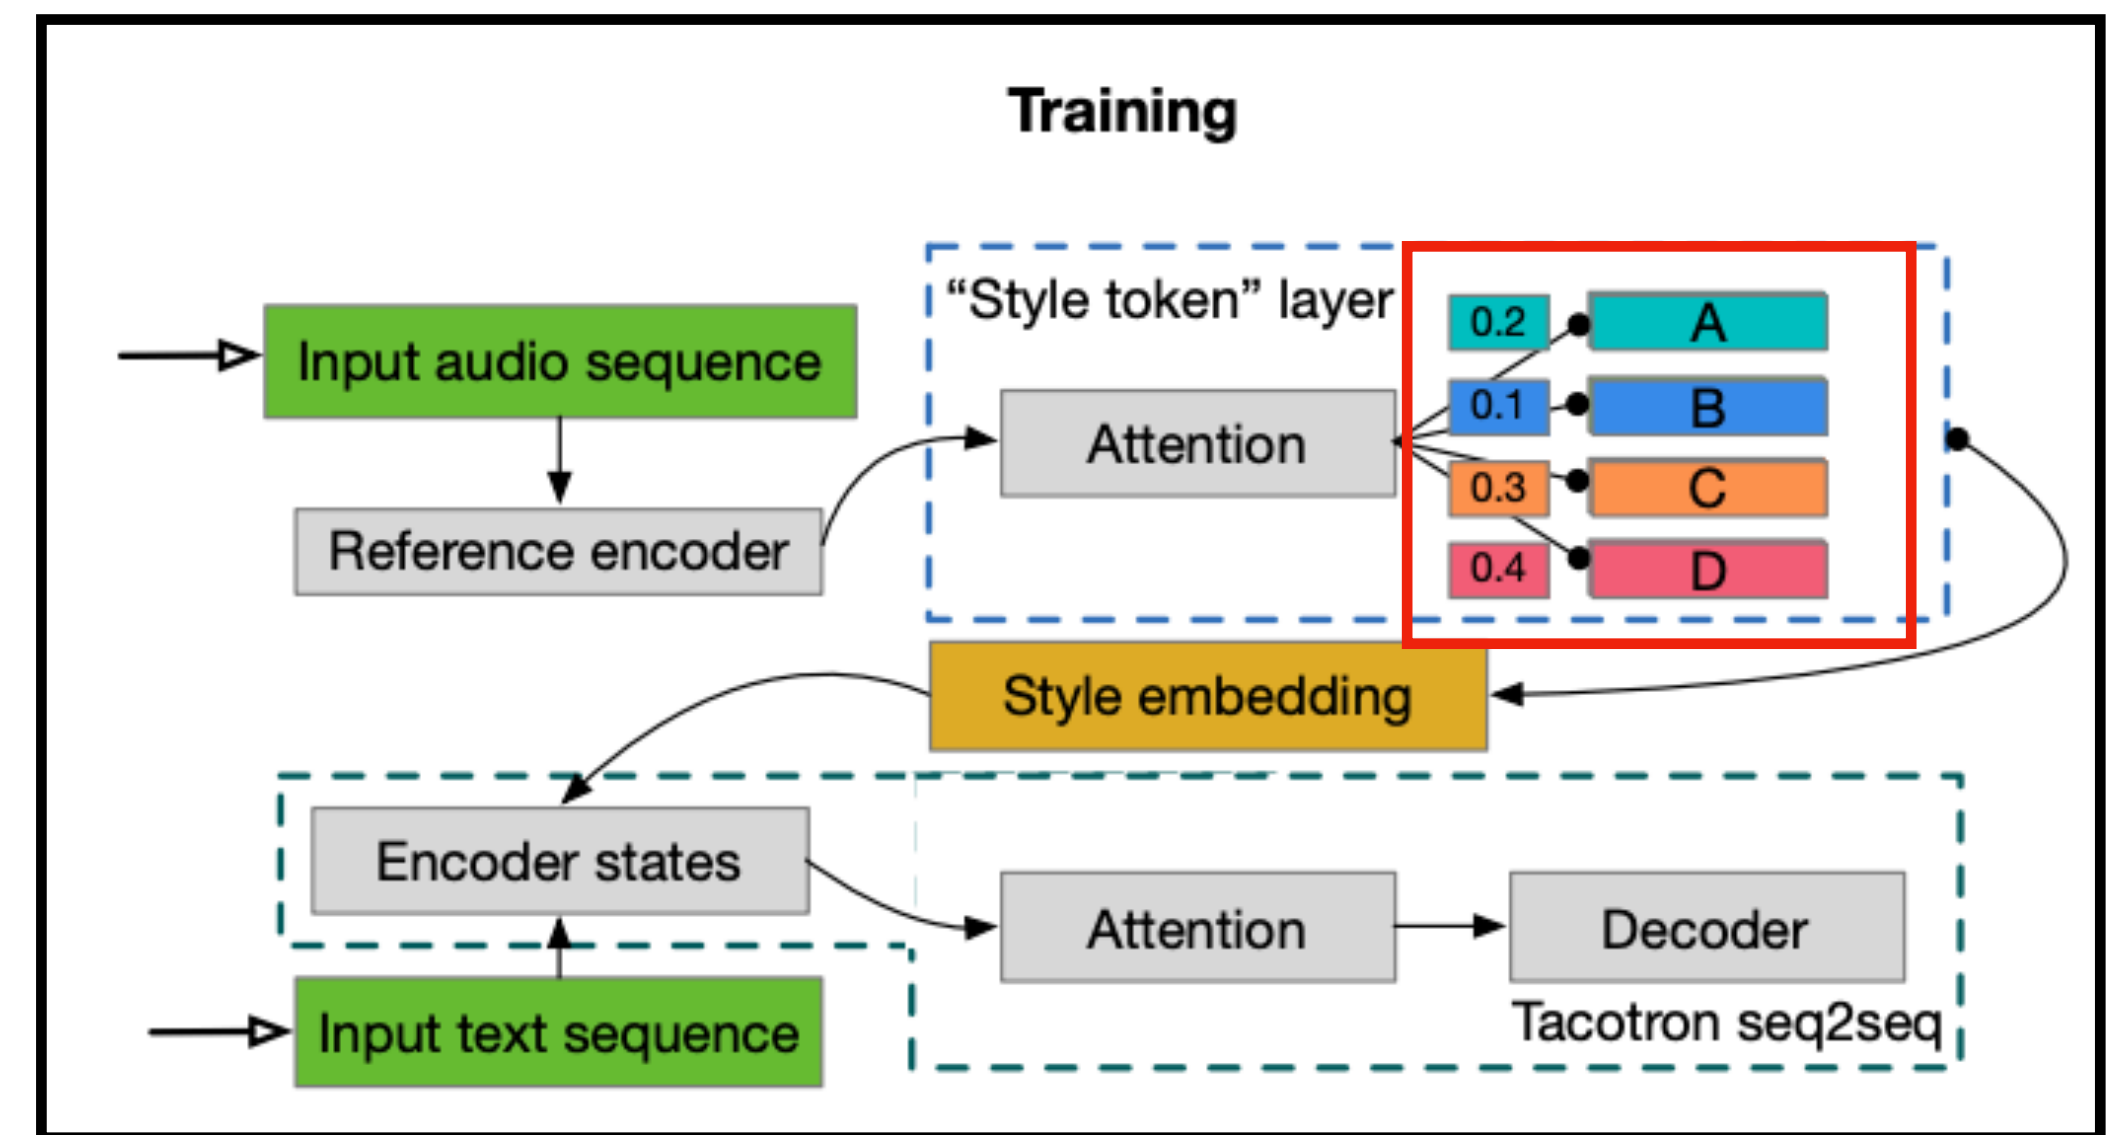 Training
“Style token” layer
0.2 A
Input audio sequence
0.1 B
Attention
0.3 C
Reference encoder
0.4 D
Style embedding
Encoder states
Attention
Decoder
Input text sequence
Tacotron seq2seq